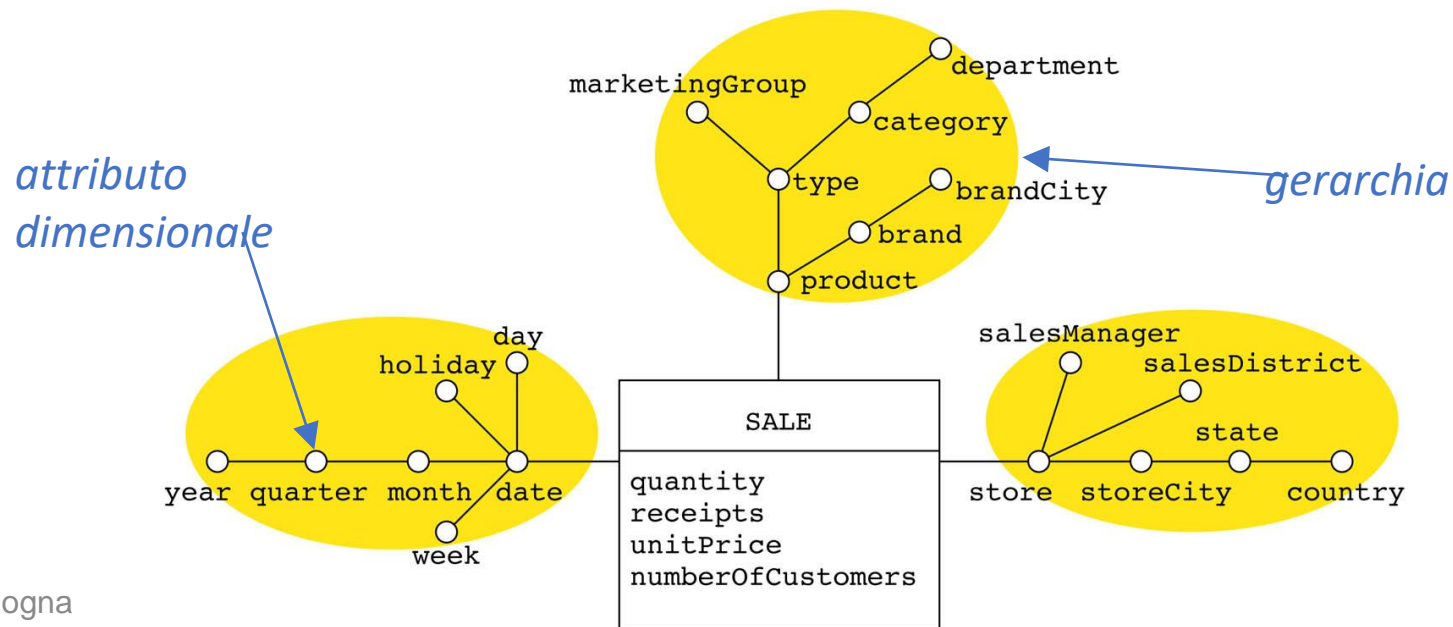 department
marketingGroup
category
attributo
dimensionale
type
brandCity
gerarchia
brand
product
day
holiday
salesManager
salesDistrict
SALE
state
year quarter month date
quantity
receipts
unitPrice
numberOfCustomers
store storeCity country
week
ogna